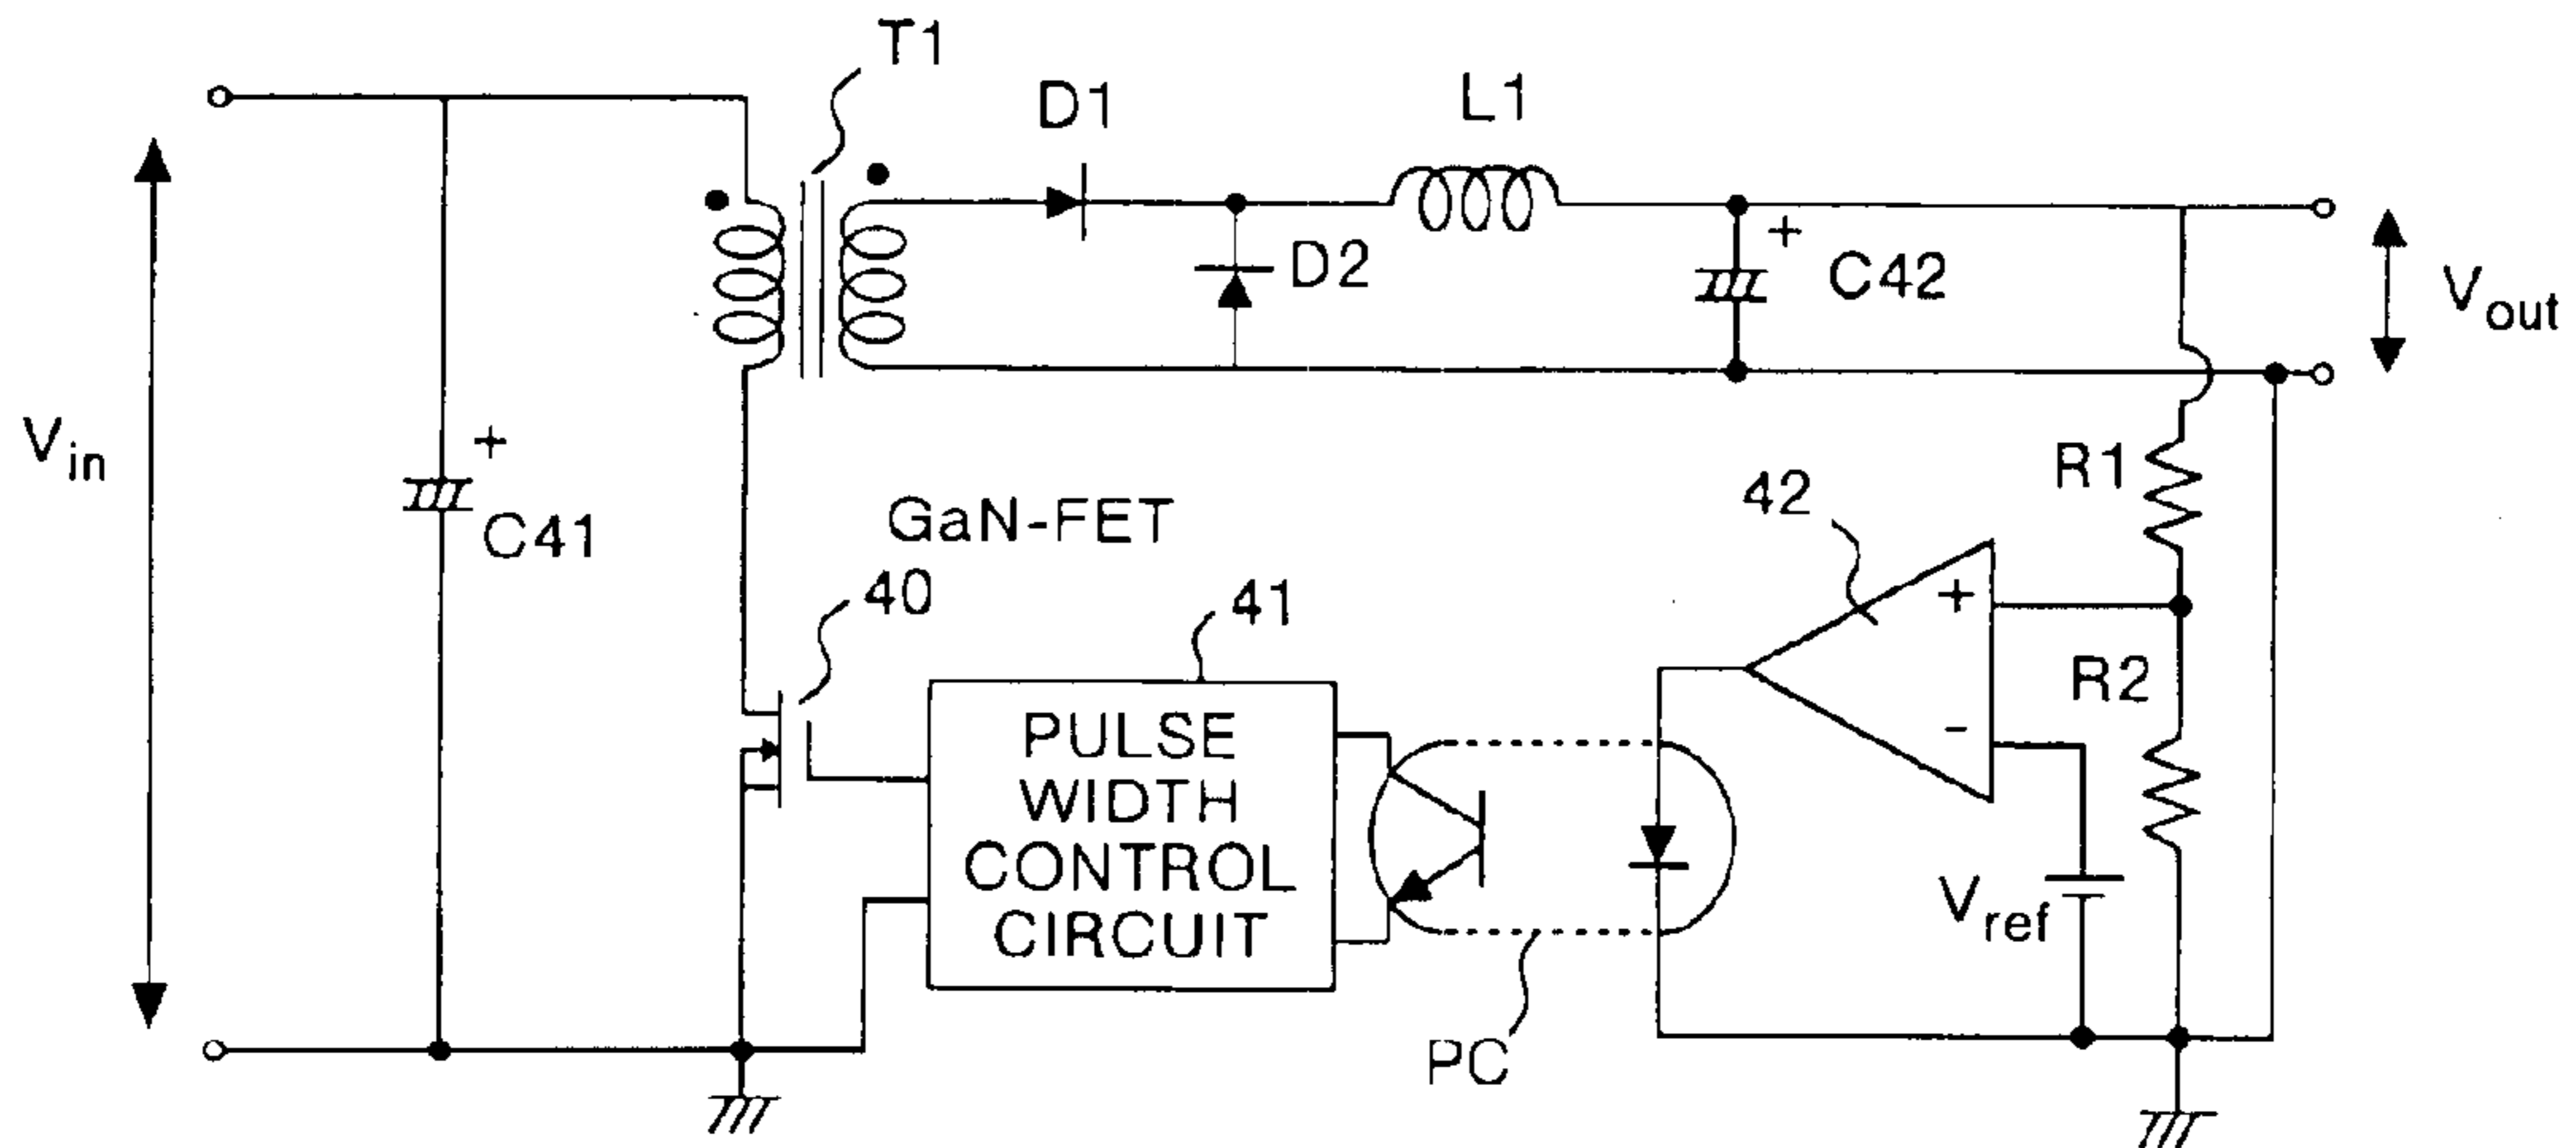 T1
D1
L1
+
D2
C42
Vout
Vin
+
C41
GaN-FET
40
41
42
R1
+
R2
-
PULSE
WIDTH
CONTROL
CIRCUIT
Vref
PC